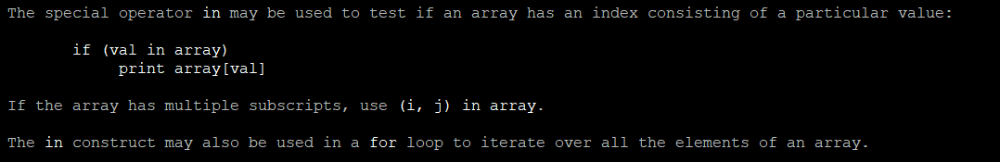 The special operator in may be used to test if an array has an index consisting of a particular value:
if (val in array)
print array[val]
If the array has multiple subscripts, use (i, j) in array.
The in construct may also be used in a for loop to iterate over all the elements of an array.